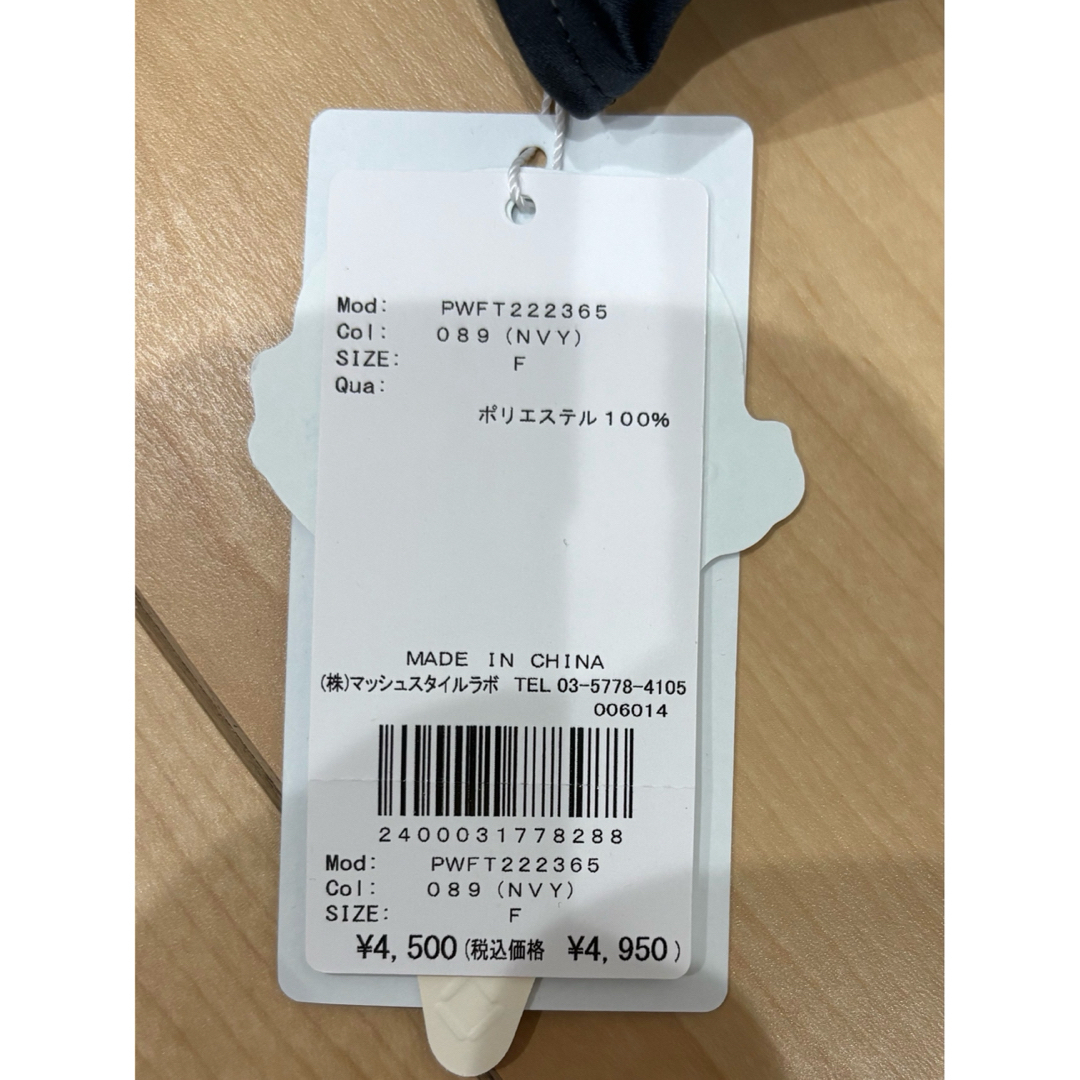 Mod: PWFT222365
Col: 089 (NVY)
SIZE: F
Qua:
ポリエステル100%
MADE IN CHINA
(株)マッシュスタイルラボ TEL 03-5778-4105
006014
2400031778288
Mod: PWFT222365
Col: 089 (NVY)
SIZE: F
¥4,500(税込価格 ¥4,950)